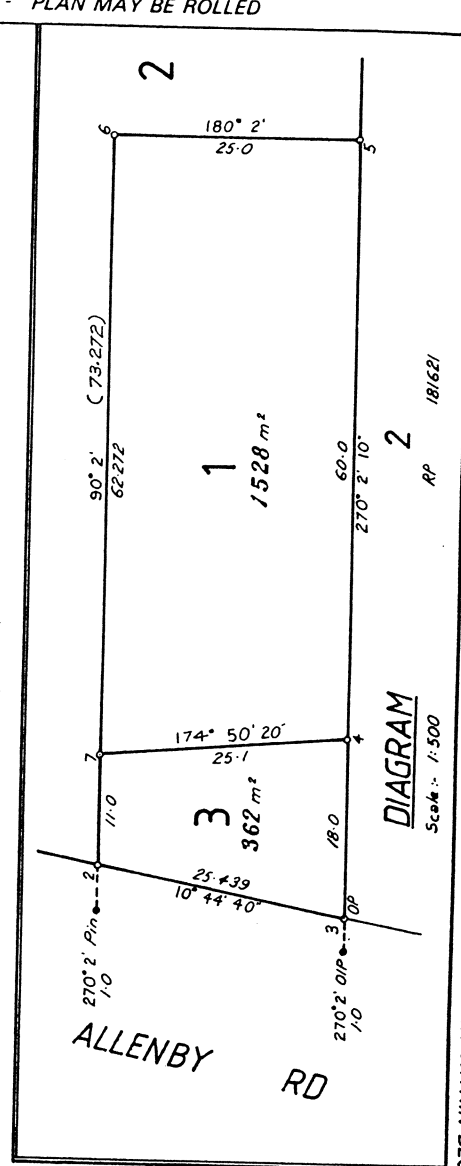 PLAN MAY BE ROLLED
2
6
180° 2'
25·0
5
90° 2' (73·272)
62·272
1
1528 m²
60·0
270° 2' 10"
2
RP 181621
7
174° 50' 20"
25·1
4
11·0
3
362 m²
18·0
DIAGRAM
Scale:- 1:500
2
25·439
10° 44' 40"
3
OP
270° 2' Pin
1·0
270° 2' OIP
1·0
ALLENBY
RD